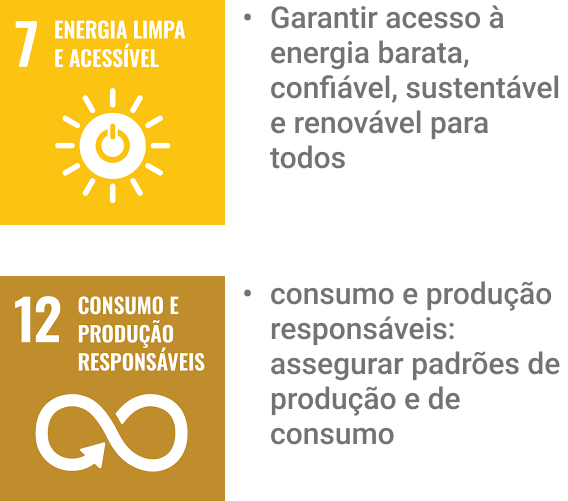 7 ENERGIA LIMPA
E ACESSÍVEL
• Garantir acesso à
energia barata,
confiável, sustentável
e renovável para
todos
12 CONSUMO E
PRODUÇÃO
RESPONSÁVEIS
• consumo e produção
responsáveis:
assegurar padrões de
produção e de
consumo